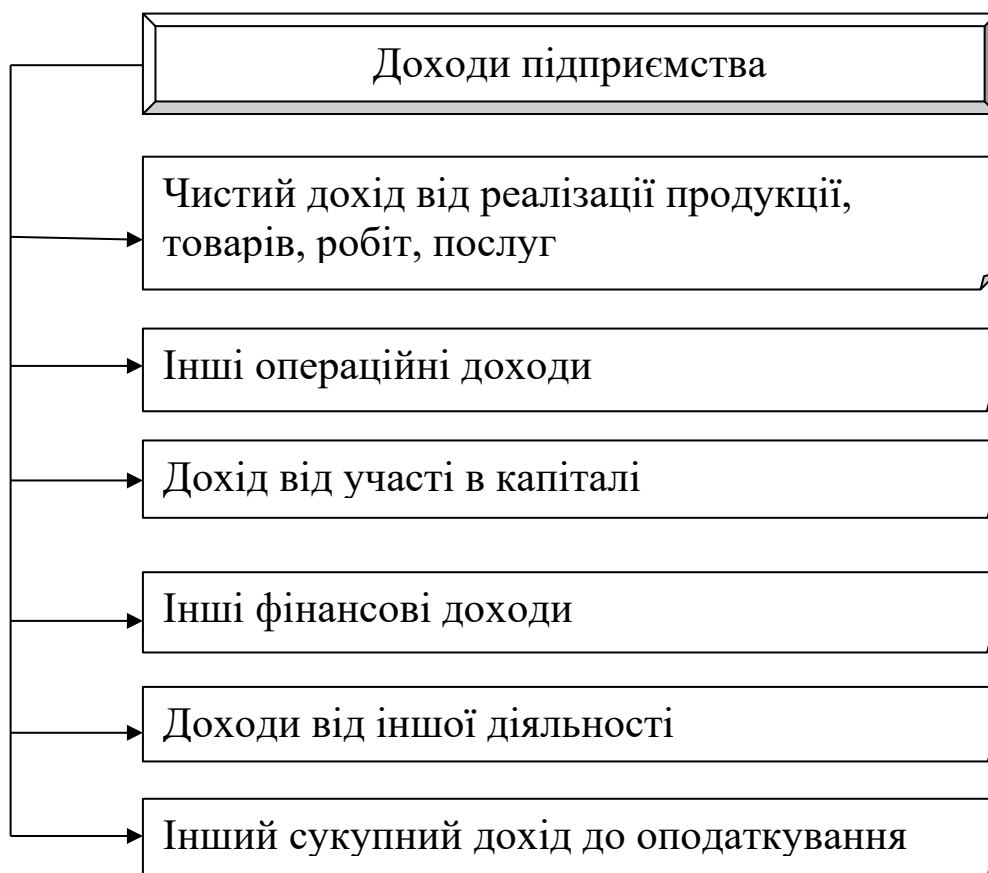 Доходи підприємства
Чистий дохід від реалізації продукції,
товарів, робіт, послуг
Інші операційні доходи
Дохід від участі в капіталі
Інші фінансові доходи
Доходи від іншої діяльності
Інший сукупний дохід до оподаткування